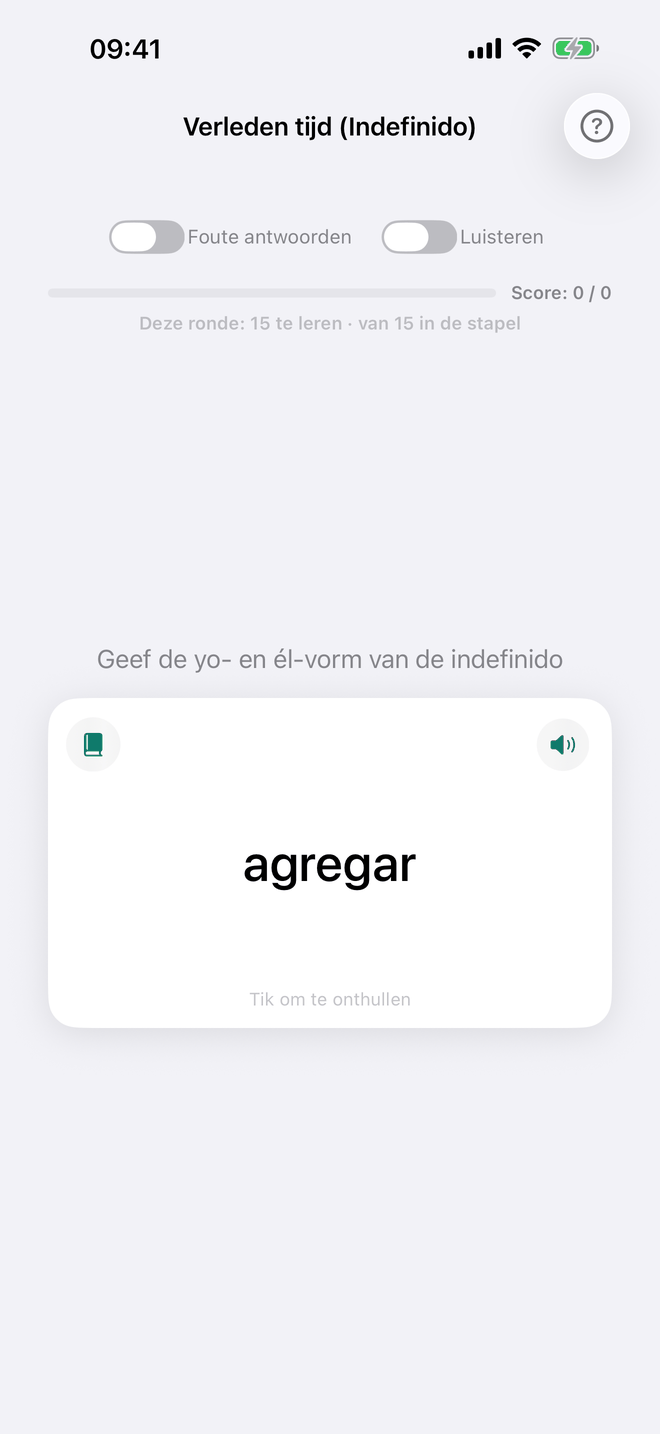 09:41
Verleden tijd (Indefinido)
Foute antwoorden
Luisteren
Score: 0 / 0
Deze ronde: 15 te leren · van 15 in de stapel
Geef de yo- en él-vorm van de indefinido
agregar
Tik om te onthullen